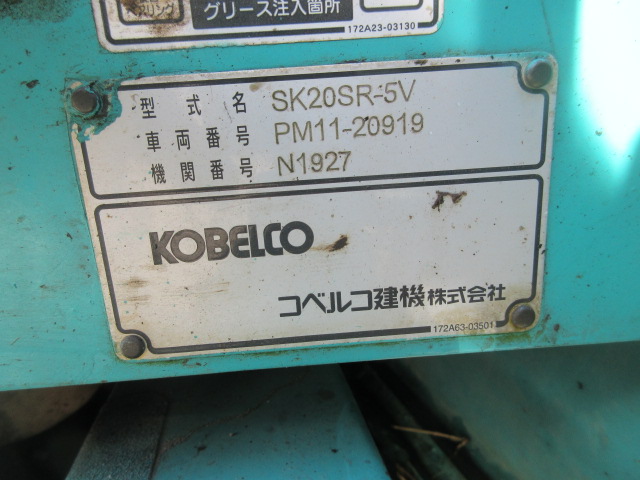 グリース注入箇所
172A23-03130
型式名 SK20SR-5V
車両番号 PM11-20919
機関番号 N1927
KOBELCO
コベルコ建機株式会社
172A63-03501